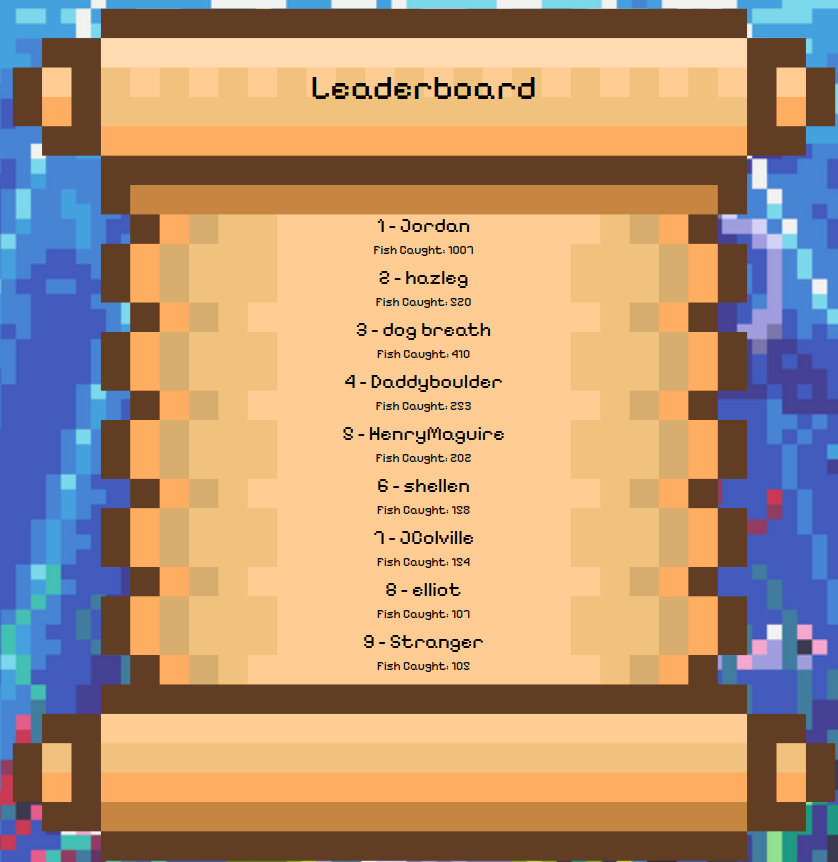 Leaderboard
1 - Jordan
Fish Caught: 1007
2 - hazleg
Fish Caught: 520
3 - dog breath
Fish Caught: 410
4 - Daddyboulder
Fish Caught: 253
5 - HenryMaguire
Fish Caught: 202
6 - shellen
Fish Caught: 158
7 - JColville
Fish Caught: 154
8 - elliot
Fish Caught: 107
9 - Stranger
Fish Caught: 105